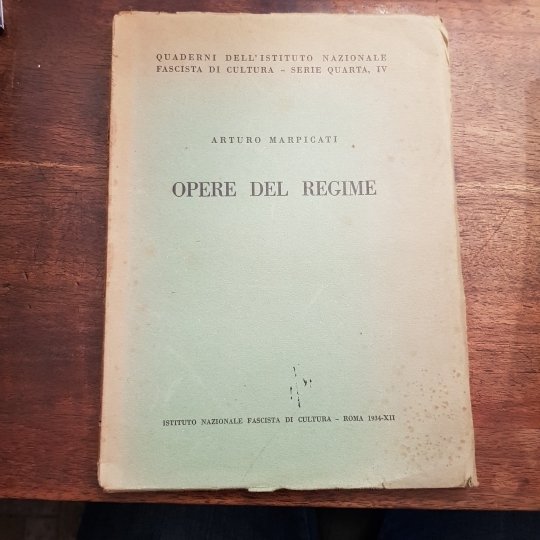 QUADERNI DELL'ISTITUTO NAZIONALE
FASCISTA DI CULTURA - SERIE QUARTA, IV
ARTURO MARPICATI
OPERE DEL REGIME
ISTITUTO NAZIONALE FASCISTA DI CULTURA - ROMA 1934-XII